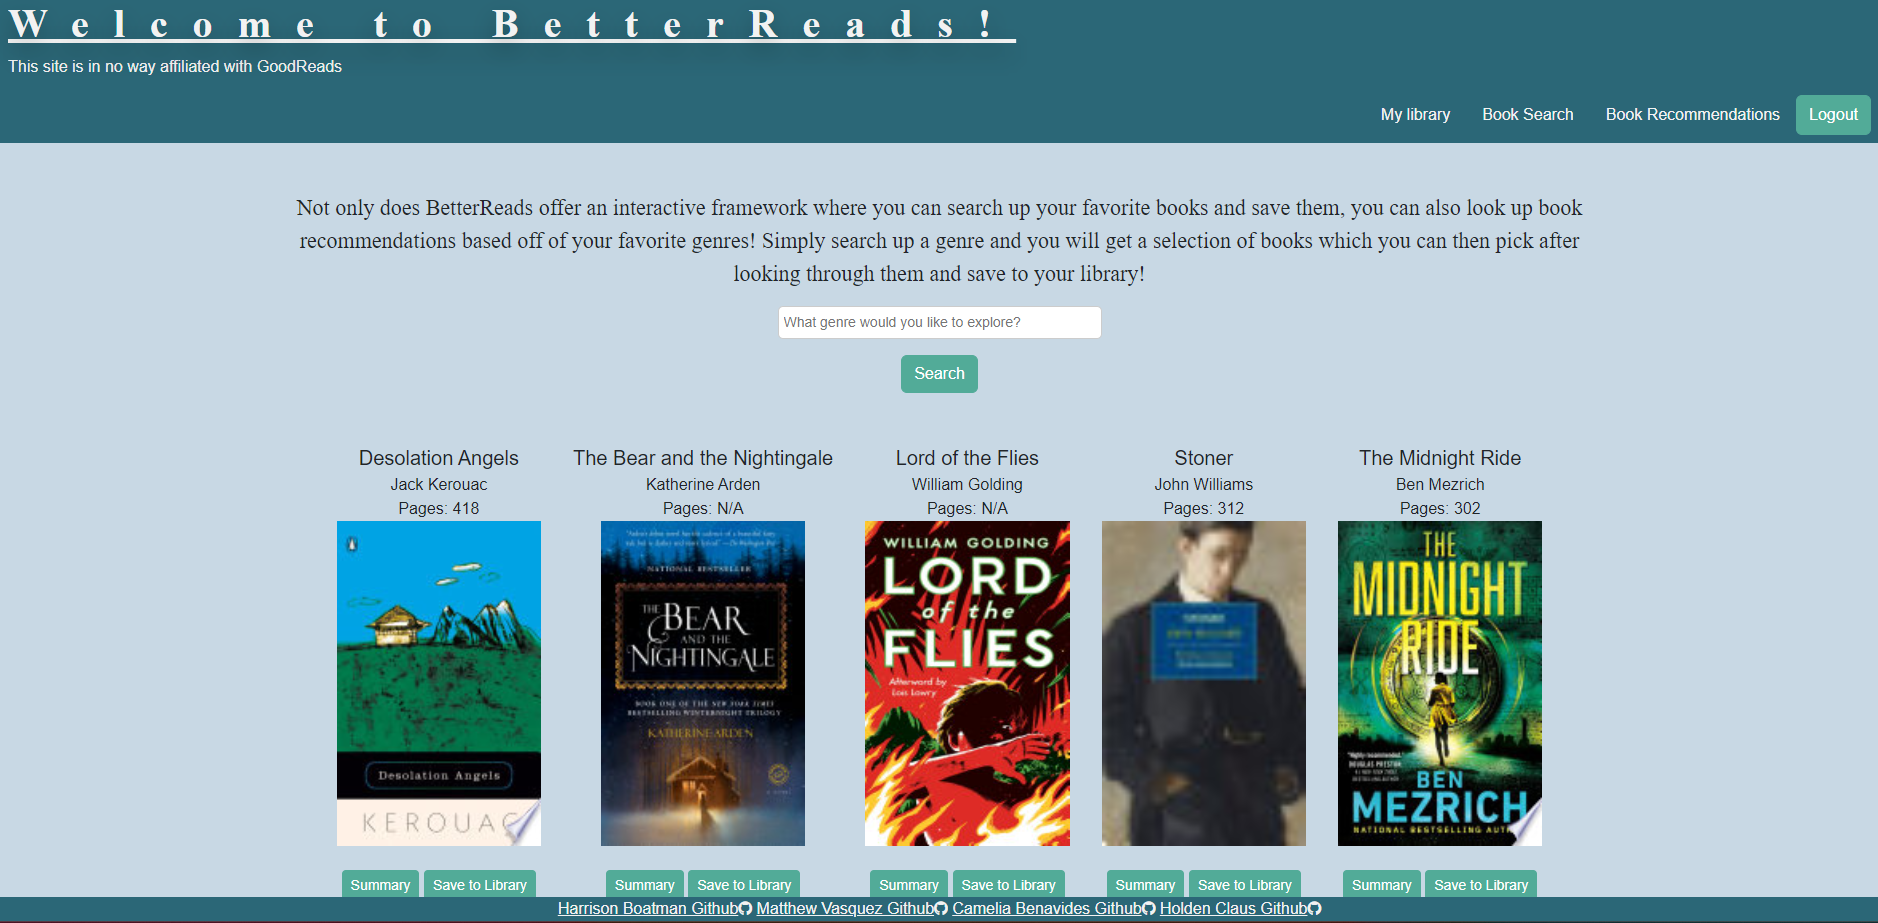 Welcome to BetterReads!
This site is in no way affiliated with GoodReads
My library Book Search Book Recommendations Logout
Not only does BetterReads offer an interactive framework where you can search up your favorite books and save them, you can also look up book
recommendations based off of your favorite genres! Simply search up a genre and you will get a selection of books which you can then pick after
looking through them and save to your library!
What genre would you like to explore?
Search
Desolation Angels
Jack Kerouac
Pages: 418
Desolation Angels
KEROUAC
Summary Save to Library
The Bear and the Nightingale
Katherine Arden
Pages: N/A
NATIONAL BESTSELLER
THE
BEAR
AND THE
NIGHTINGALE
BOOK ONE OF THE NEW YORK TIMES
BESTSELLING WINTERNIGHT TRILOGY
KATHERINE ARDEN
A NOVEL
Summary Save to Library
Lord of the Flies
William Golding
Pages: N/A
WILLIAM GOLDING
LORD
of the
FLIES
Afterword by
Lois Lowry
Summary Save to Library
Stoner
John Williams
Pages: 312
Summary Save to Library
The Midnight Ride
Ben Mezrich
Pages: 302
THE
MIDNIGHT
RIDE
"Highly recommended."
DOUGLAS PRESTON
BEN
MEZRICH
NATIONAL BESTSELLING
Summary Save to Library
Harrison Boatman Github Matthew Vasquez Github Camelia Benavides Github Holden Claus Github